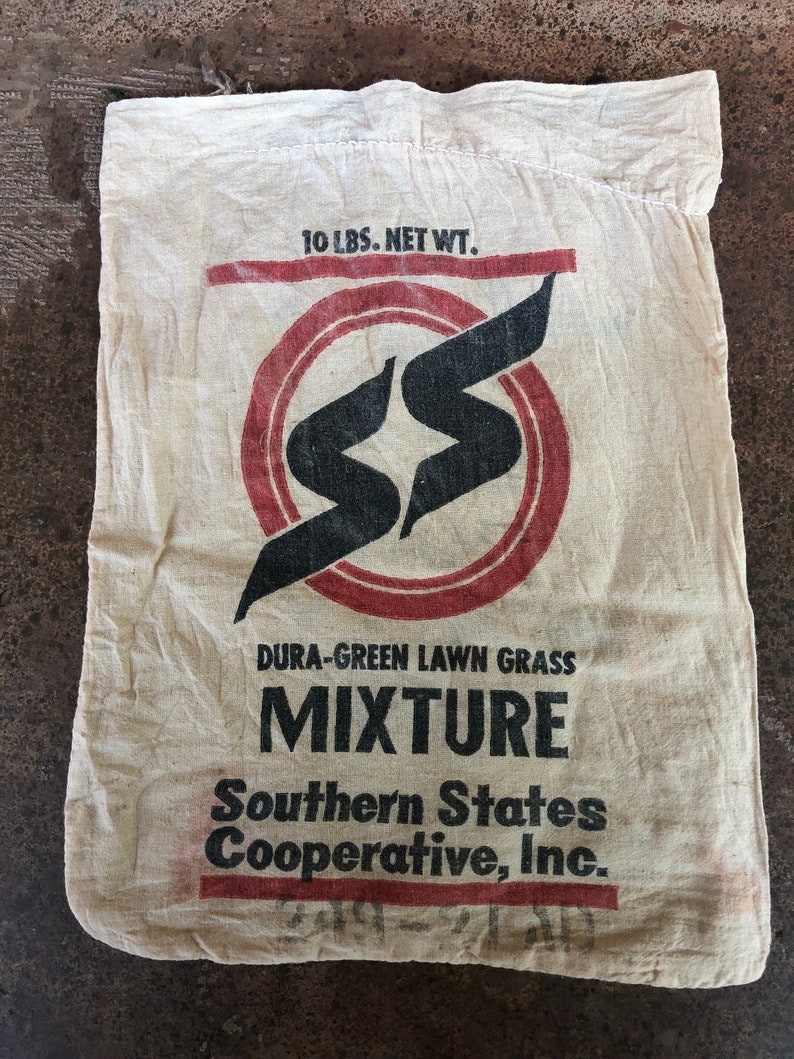 10 LBS. NET WT.
SS
DURA-GREEN LAWN GRASS
MIXTURE
Southern States
Cooperative, Inc.